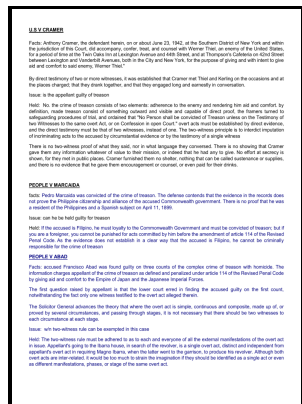 U.S V CRAMER
Facts: Anthony Cramer, the defendant herein, on or about June 23, 1942, at the Southern District of New York and within
the jurisdiction of this Court, did accompany, confer, treat, and counsel with Werner Thiel, an enemy of the United States,
for a period of time at the Twin Oaks Inn at Lexington Avenue and 44th Street, and at Thompson's Cafeteria on 42nd Street
between Lexington and Vanderbilt Avenues, both in the City and New York, for the purpose of giving and with intent to give
aid and comfort to said enemy, Werner Thiel."
By direct testimony of two or more witnesses, it was established that Cramer met Thiel and Kerling on the occasions and at
the places charged, that they drank together, and that they engaged long and earnestly in conversation.
Issue: is the appellant guilty of treason
Held: No. the crime of treason consists of two elements: adherence to the enemy and rendering him aid and comfort. by
definition, made treason consist of something outward and visible and capable of direct proof, the framers turned to
safeguarding procedures of trial, and ordained that "No Person shall be convicted of Treason unless on the Testimony of
two Witnesses to the same overt Act, or on Confession in open Court." overt acts must be established by direct evidence,
and the direct testimony must be that of two witnesses, instead of one. The two-witness principle is to interdict imputation
of incriminating acts to the accused by circumstantial evidence or by the testimony of a single witness
There is no two-witness proof of what they said, nor in what language they conversed. There is no showing that Cramer
gave them any information whatever of value to their mission, or indeed that he had any to give. No effort at secrecy is
shown, for they met in public places. Cramer furnished them no shelter, nothing that can be called sustenance or supplies,
and there is no evidence that he gave them encouragement or counsel, or even paid for their drinks.
PEOPLE V MARCAIDA
facts: Pedro Marcaida was convicted of the crime of treason. The defense contends that the evidence in the records does
not prove the Philippine citizenship and alliance of the accused Commonwealth government. There is no proof that he was
a resident of the Philippines and a Spanish subject on April 11, 1899.
Issue: can he be held guilty for treason
Held: If the accused is Filipino, he must loyalty to the Commonwealth Government and must be convicted of treason; but if
you are a foreigner, you cannot be punished for acts committed by him before the amendment of article 114 of the Revised
Penal Code. As the evidence does not establish in a clear way that the accused is Filipino, he cannot be criminally
responsible for the crime of treason
PEOPLE V ABAD
facts: accused Francisco Abad was found guilty on three counts of the complex crime of treason with homicide. The
information charges appellant of the crime of treason as defined and penalized under article 114 of the Revised Penal Code
by giving aid and comfort to the Empire of Japan and the Japanese Imperial Forces.
The first question raised by appellant is that the lower court erred in finding the accused guilty on the first count,
notwithstanding the fact only one witness testified to the overt act alleged therein.
The Solicitor General advances the theory that where the overt act is simple, continuous and composite, made up of, or
proved by several circumstances, and passing through stages, it is not necessary that there should be two witnesses to
each circumstance at each stage.
Issue: w/n two-witness rule can be exempted in this case
Held: The two-witness rule must be adhered to as to each and everyone of all the external manifestations of the overt act
in issue. Appellant's going to the Ibarro house, in search of the revolver, is a single overt act, distinct and independent from
appellant's overt act in requiring Magno Ibarra, when the latter went to the garrison, to produce his revolver. Although both
overt acts are inter-related, it would be too much to strain the imagination if they should be identified as a single act or even
as different manifestations, phases, or stage of the same overt act.